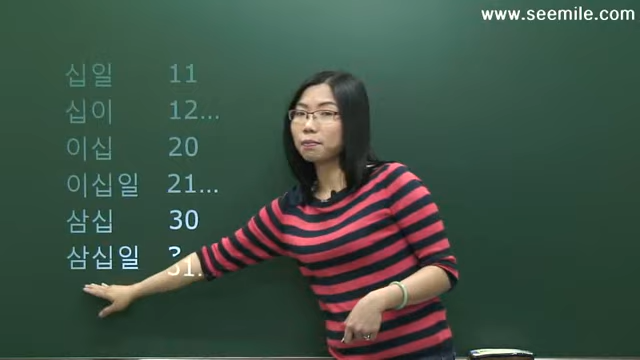 www.seemile.com
십일 11
십이 12...
이십 20
이십일 21...
삼십 30
삼십일 31...